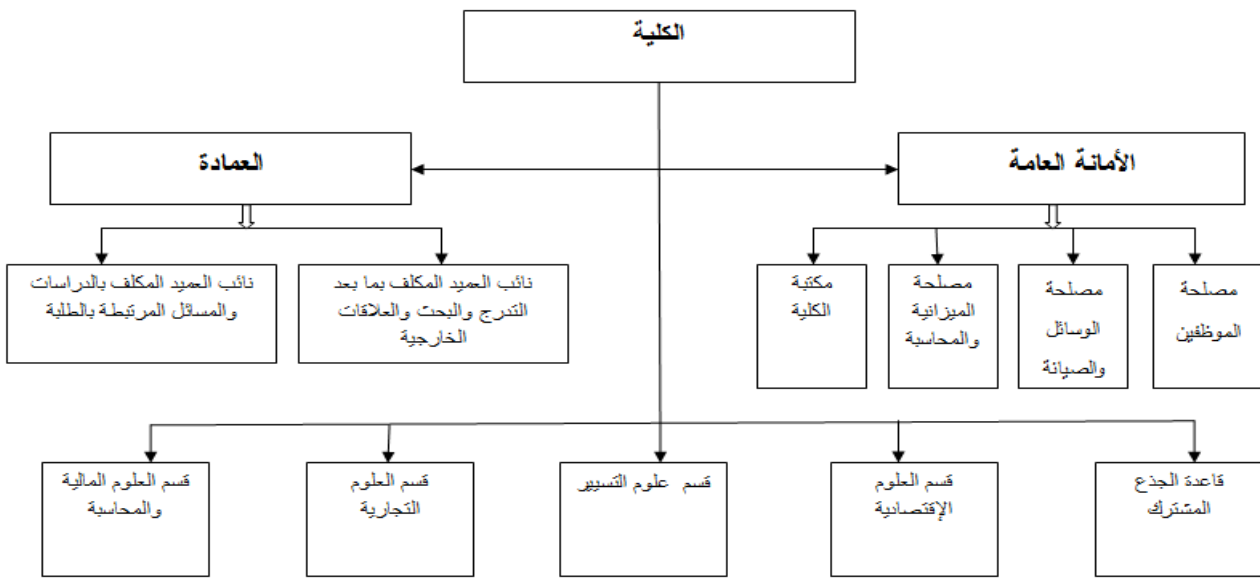 الكلية
الأمانة العامة
العمادة
مصلحة
الموظفين
مصلحة
الوسائل
والصيانة
مصلحة
الميزانية
والمحاسبة
مكتبة
الكلية
نائب العميد المكلف بما بعد
التدرج والبحث والعلاقات
الخارجية
نائب العميد المكلف بالدراسات
والمسائل المرتبطة بالطلبة
قاعدة الجذع
المشترك
قسم العلوم
الإقتصادية
قسم علوم التسيير
قسم العلوم
التجارية
قسم العلوم المالية
والمحاسبة